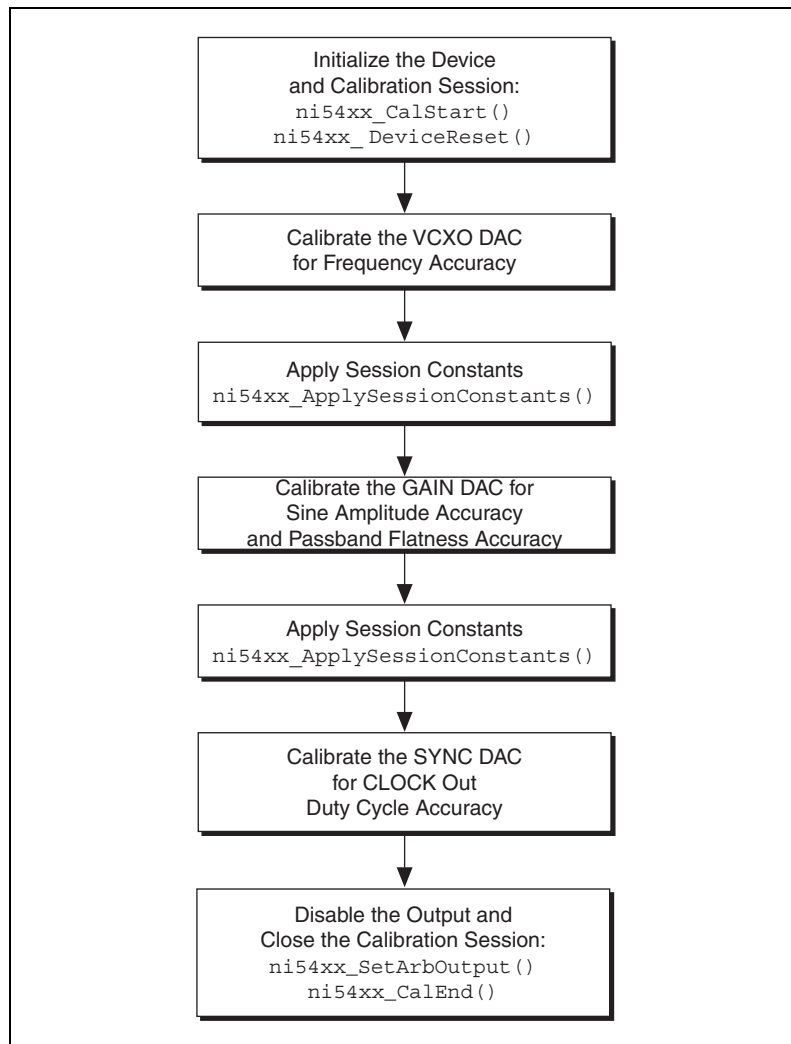 Initialize the Device
and Calibration Session:
ni54xx_CalStart()
ni54xx_DeviceReset()
Calibrate the VCXO DAC
for Frequency Accuracy
Apply Session Constants
ni54xx_ApplySessionConstants()
Calibrate the GAIN DAC for
Sine Amplitude Accuracy
and Passband Flatness Accuracy
Apply Session Constants
ni54xx_ApplySessionConstants()
Calibrate the SYNC DAC
for CLOCK Out
Duty Cycle Accuracy
Disable the Output and
Close the Calibration Session:
ni54xx_SetArbOutput()
ni54xx_CalEnd()